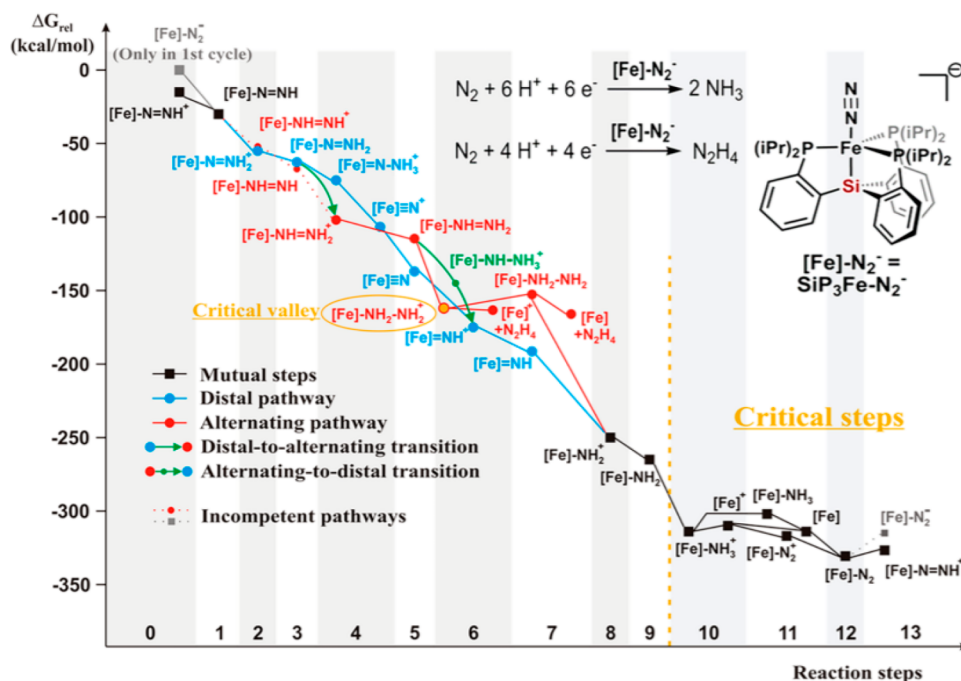 ΔG_rel
(kcal/mol)
[Fe]-N₂⁻
(Only in 1st cycle)
0
-50
-100
-150
-200
-250
-300
-350
[Fe]-N=NH⁺
[Fe]-N=NH
[Fe]-NH=NH⁺
[Fe]-N=NH₂⁺
[Fe]-N=NH₂
[Fe]-NH=NH
[Fe]=N-NH₃⁺
[Fe]-NH=NH₂⁺
[Fe]≡N⁺
[Fe]-NH=NH₂
[Fe]≡N
[Fe]-NH-NH₃⁺
[Fe]-NH₂-NH₂
Critical valley
[Fe]-NH₂-NH₂⁺
[Fe]⁺
+N₂H₄
[Fe]
+N₂H₄
[Fe]=NH⁺
[Fe]=NH
[Fe]-NH₂⁺
[Fe]-NH₂
[Fe]⁺
[Fe]-NH₃
[Fe]
[Fe]-N₂⁻
[Fe]-NH₃⁺
[Fe]-N₂⁺
[Fe]-N₂
[Fe]-N=NH⁺
N₂ + 6 H⁺ + 6 e⁻ [Fe]-N₂⁻ 2 NH₃
N₂ + 4 H⁺ + 4 e⁻ [Fe]-N₂⁻ N₂H₄
⊖
N
N
P(iPr)₂
(iPr)₂P
Fe
P(iPr)₂
Si
[Fe]-N₂⁻ =
SiP₃Fe-N₂⁻
Mutual steps
Distal pathway
Alternating pathway
Distal-to-alternating transition
Alternating-to-distal transition
Incompetent pathways
Critical steps
0 1 2 3 4 5 6 7 8 9 10 11 12 13
Reaction steps